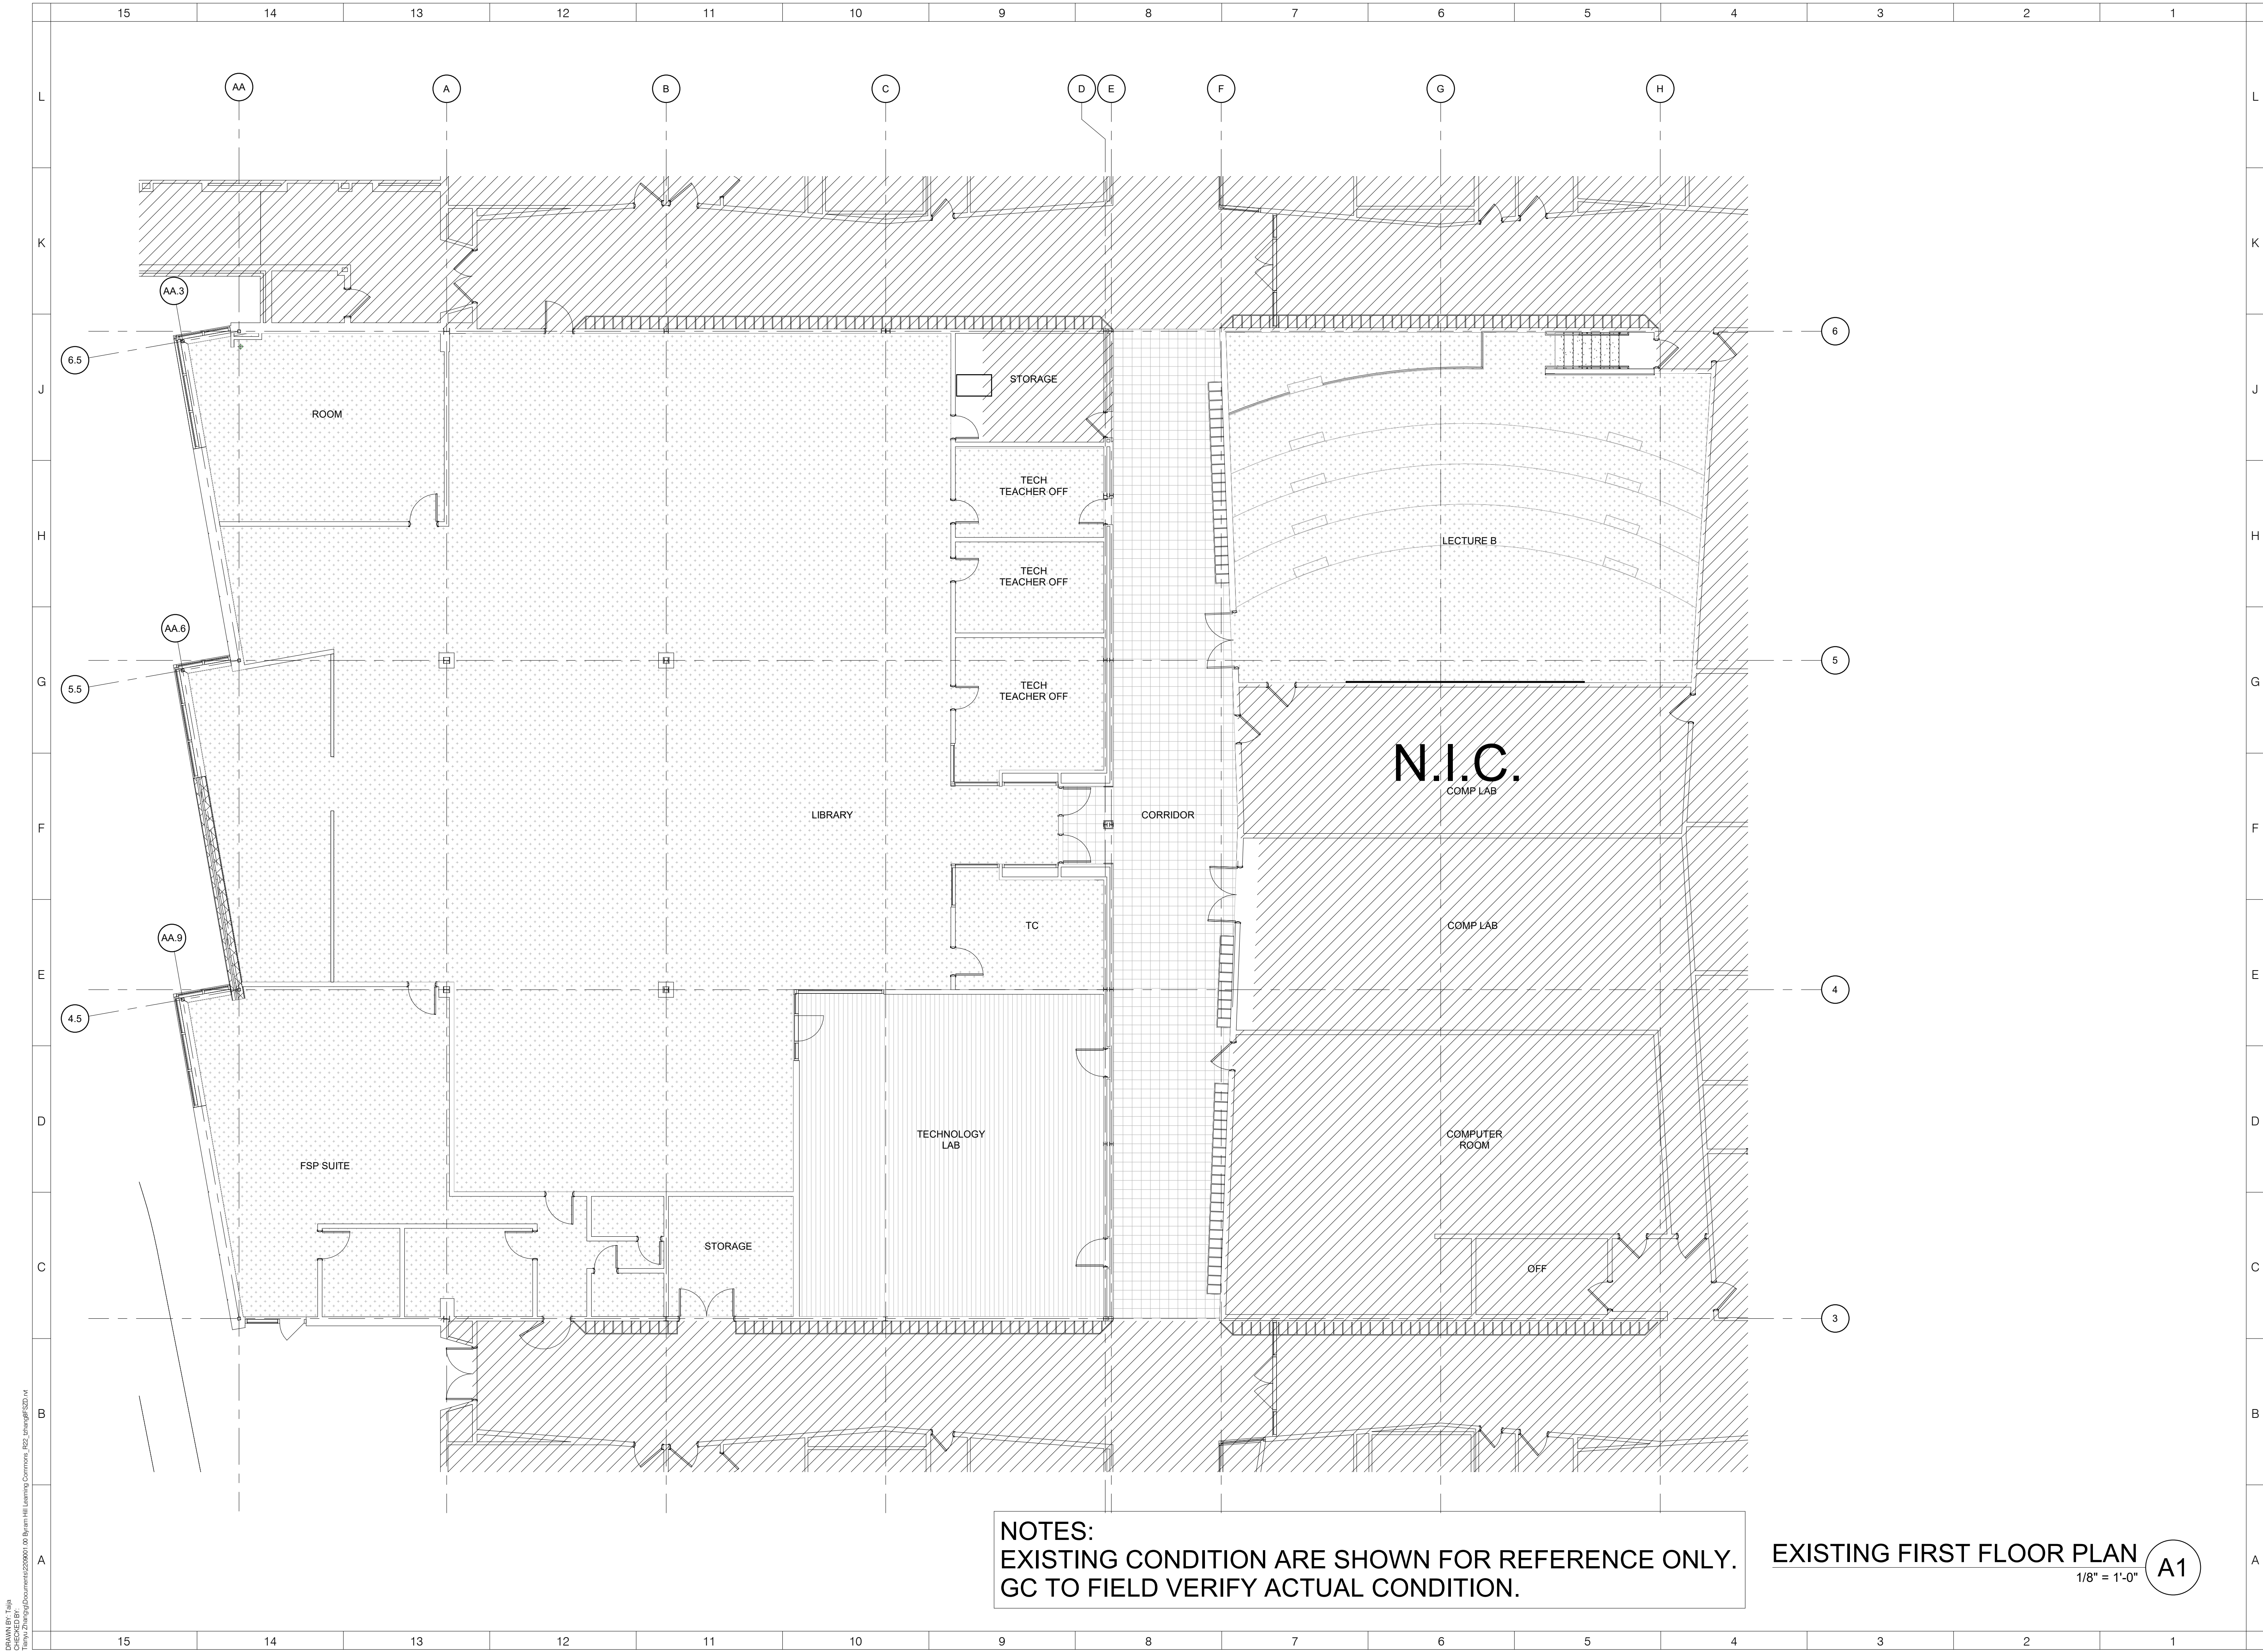 15 14 13 12 11 10 9 8 7 6 5 4 3 2 1
L L
AA A B C D E F G H
K K
AA.3
6.5 6
J J
STORAGE
ROOM
TECH
TEACHER OFF
H H
LECTURE B
TECH
TEACHER OFF
AA.6
5.5 5
G G
TECH
TEACHER OFF
N.I.C.
COMP LAB
LIBRARY CORRIDOR
F F
TC COMP LAB
AA.9
E E
4.5 4
D D
TECHNOLOGY
LAB
COMPUTER
ROOM
FSP SUITE
STORAGE
C C
OFF
3
B B
NOTES:
EXISTING CONDITION ARE SHOWN FOR REFERENCE ONLY.
GC TO FIELD VERIFY ACTUAL CONDITION.
EXISTING FIRST FLOOR PLAN A1
1/8" = 1'-0"
A A
DRAWN BY: Taija
CHECKED BY:
15 14 13 12 11 10 9 8 7 6 5 4 3 2 1